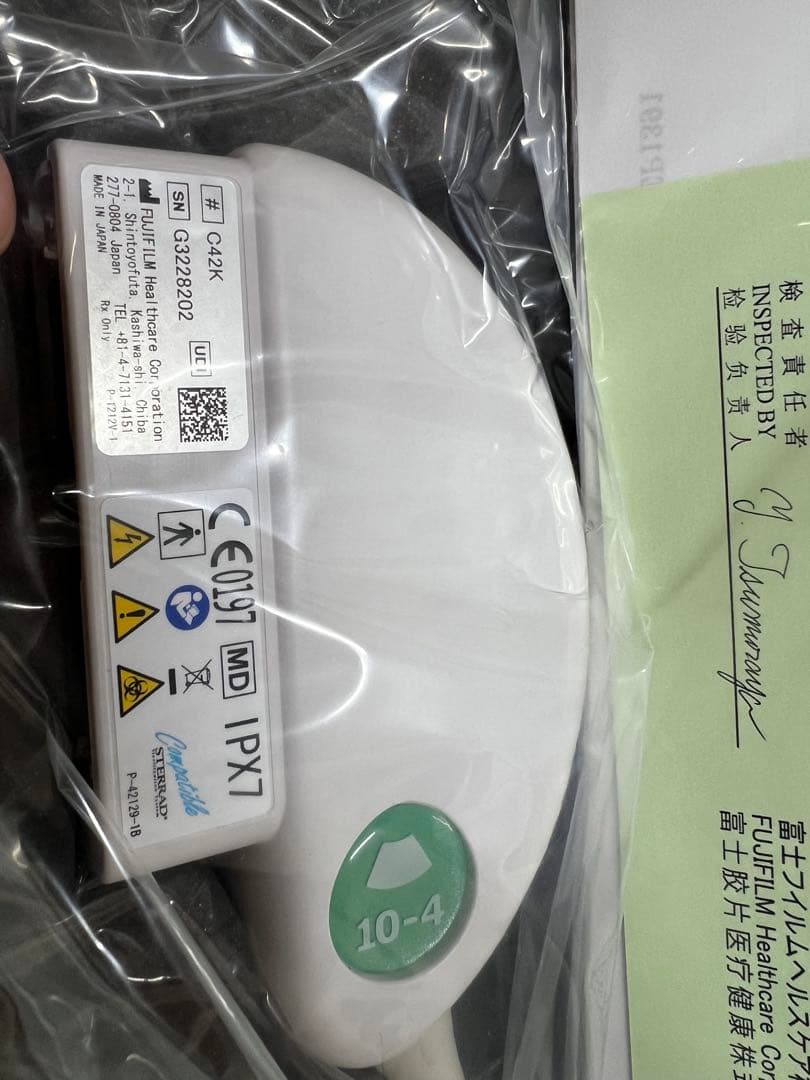 # C42K
SN G3228202 UDI
FUJIFILM Healthcare Corporation
2-1, Shintoyofuta, Kashiwa-shi, Chiba
277-0804 Japan TEL +81-4-7131-4151
MADE IN JAPAN Rx Only P-1212V-1
CE0197 MD IPX7
Compatible
STERRAD®
P-42129-1B
10-4
検査責任者
INSPECTED BY
检验负责人
富士フイルムヘルスケア
FUJIFILM Healthcare Cor
富士胶片医疗健康株式